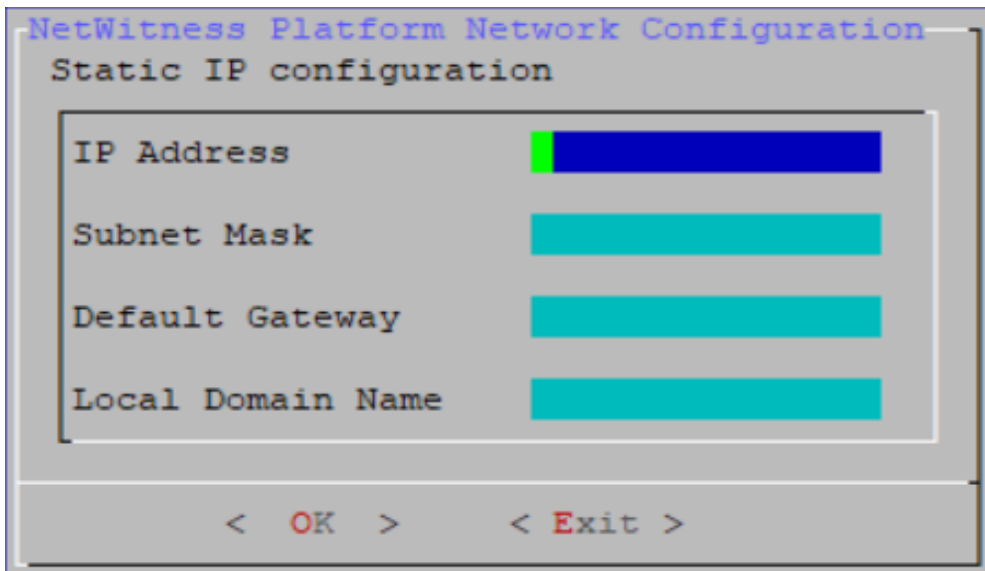 NetWitness Platform Network Configuration
Static IP configuration
IP Address
Subnet Mask
Default Gateway
Local Domain Name
< OK > < Exit >